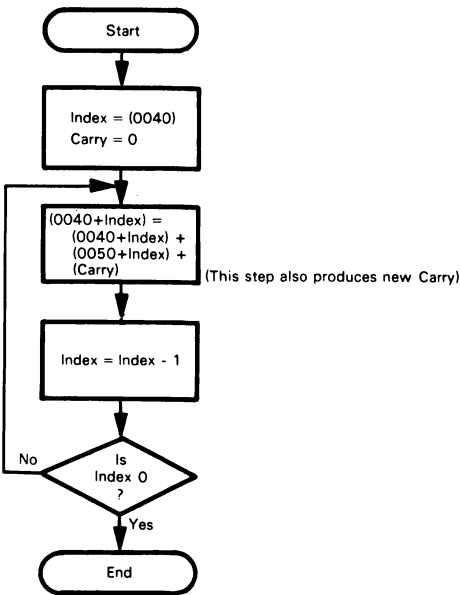 Start
Index = (0040)
Carry = 0
(0040+Index) =
(0040+Index) +
(0050+Index) +
(Carry)
(This step also produces new Carry)
Index = Index - 1
Is
Index 0
?
No
Yes
End